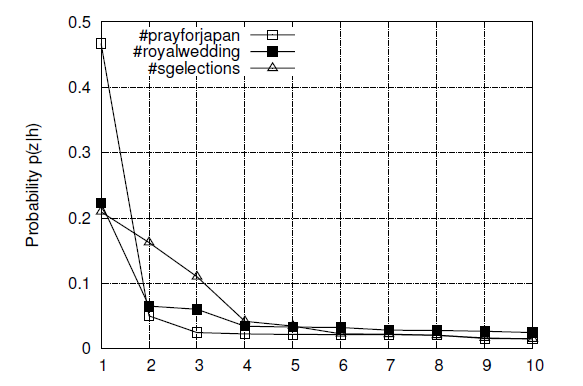 #prayforjapan
#royalwedding
#sgelections
Probability p(z|h)
0.5
0.4
0.3
0.2
0.1
0
1 2 3 4 5 6 7 8 9 10